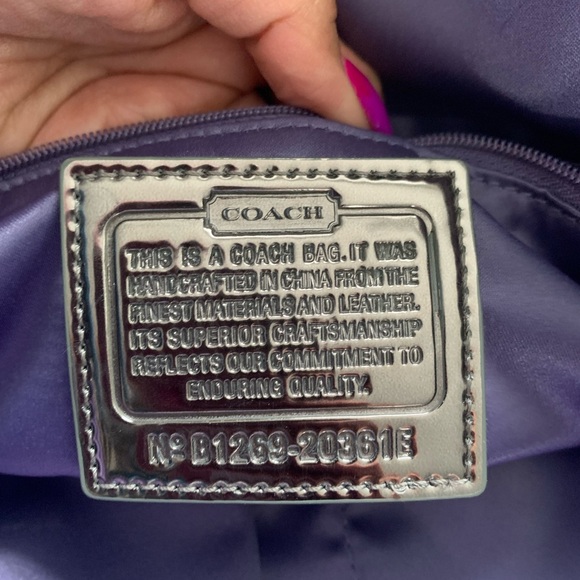 COACH
THIS IS A COACH BAG. IT WAS
HANDCRAFTED IN CHINA FROM THE
FINEST MATERIALS AND LEATHER.
ITS SUPERIOR CRAFTSMANSHIP
REFLECTS OUR COMMITMENT TO
ENDURING QUALITY.
Nº B1269-20361E